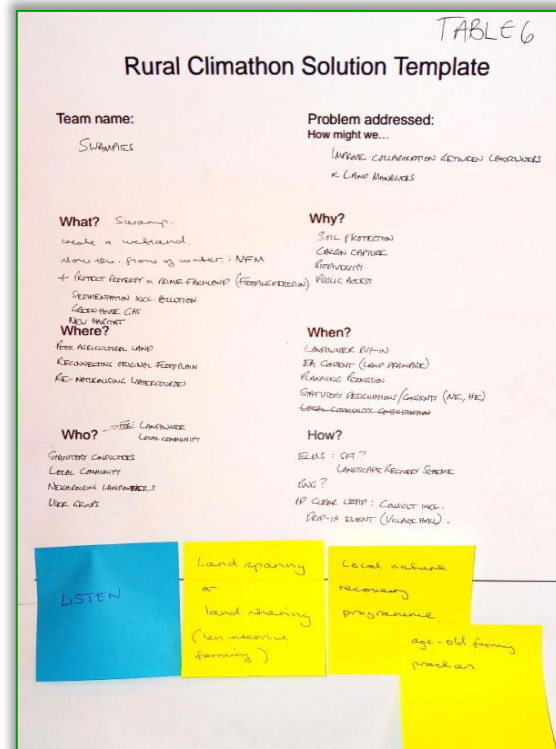 TABLE 6
Rural Climathon Solution Template
Team name:
SWAMPIES
Problem addressed:
How might we...
IMPROVE COLLABORATION BETWEEN LANDOWNERS
& LAND MANAGERS
What? Swamp.
create a wetland.
slow the flow of water. : NFM
+ PROTECT PROPERTY & PRIME FARMLAND (FLOODING & EROSION)
SEDIMENTATION INCL. POLLUTION
GREENHOUSE GAS
NEW HABITAT
Why?
SOIL PROTECTION
CARBON CAPTURE
BIODIVERSITY
PUBLIC ACCESS
Where?
POOR AGRICULTURAL LAND
RECONNECTING ORIGINAL FLOODPLAIN
RE-NATURALISING WATERCOURSES
When?
LANDOWNER BUY-IN
EA CONSENT (LAND DRAINAGE)
PLANNING PERMISSION
STATUTORY DESIGNATIONS/CONSENTS (NE, HE)
LOCAL COMMUNITY CONSULTATION
Who? LANDOWNER
LOCAL COMMUNITY
STATUTORY CONSULTEES
LOCAL COMMUNITY
NEIGHBOURING LANDOWNERS
USER GROUPS
How?
ELMS : SFI?
LANDSCAPE RECOVERY SCHEME
BNG?
CLEAR LEAD : CONSULT INCL.
DROP-IN EVENT (VILLAGE HALL).
LISTEN
Land sparing
or
land sharing
(less intensive
farming)
Local nature
recovery
programme
age-old farming
practices